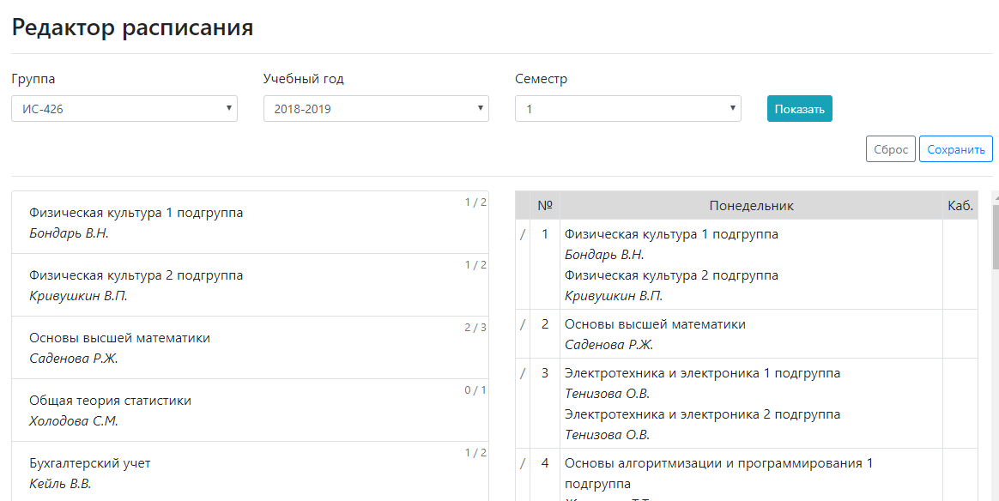 Редактор расписания
Группа Учебный год Семестр
ИС-426 2018-2019 1 Показать
Сброс Сохранить
1 / 2
Физическая культура 1 подгруппа
Бондарь В.Н.
1 / 2
Физическая культура 2 подгруппа
Кривушкин В.П.
2 / 3
Основы высшей математики
Саденова Р.Ж.
0 / 1
Общая теория статистики
Холодова С.М.
1 / 2
Бухгалтерский учет
Кейль В.В.
№ Понедельник Каб.
/ 1 Физическая культура 1 подгруппа
Бондарь В.Н.
Физическая культура 2 подгруппа
Кривушкин В.П.
/ 2 Основы высшей математики
Саденова Р.Ж.
/ 3 Электротехника и электроника 1 подгруппа
Тенизова О.В.
Электротехника и электроника 2 подгруппа
Тенизова О.В.
/ 4 Основы алгоритмизации и программирования 1
подгруппа